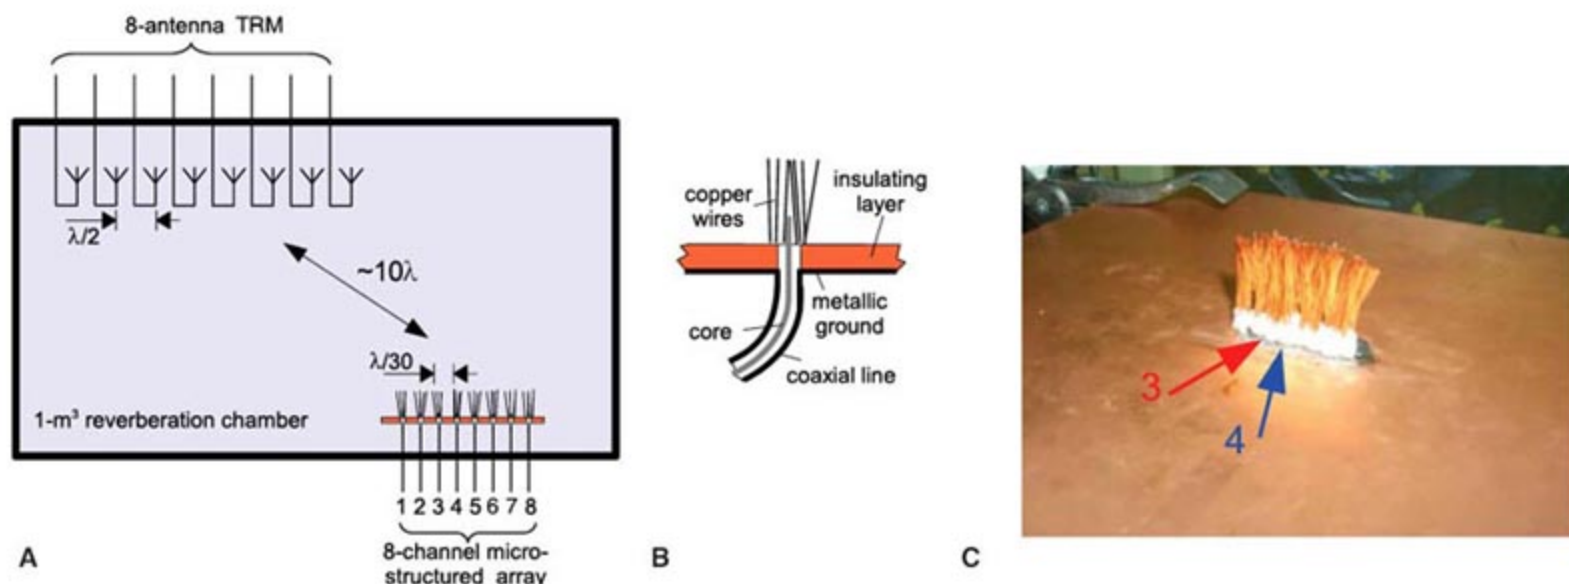 8-antenna TRM
λ/2
~10λ
λ/30
1-m³ reverberation chamber
1 2 3 4 5 6 7 8
8-channel micro-
structured array
A
copper
wires
insulating
layer
metallic
ground
core
coaxial line
B
3
4
C